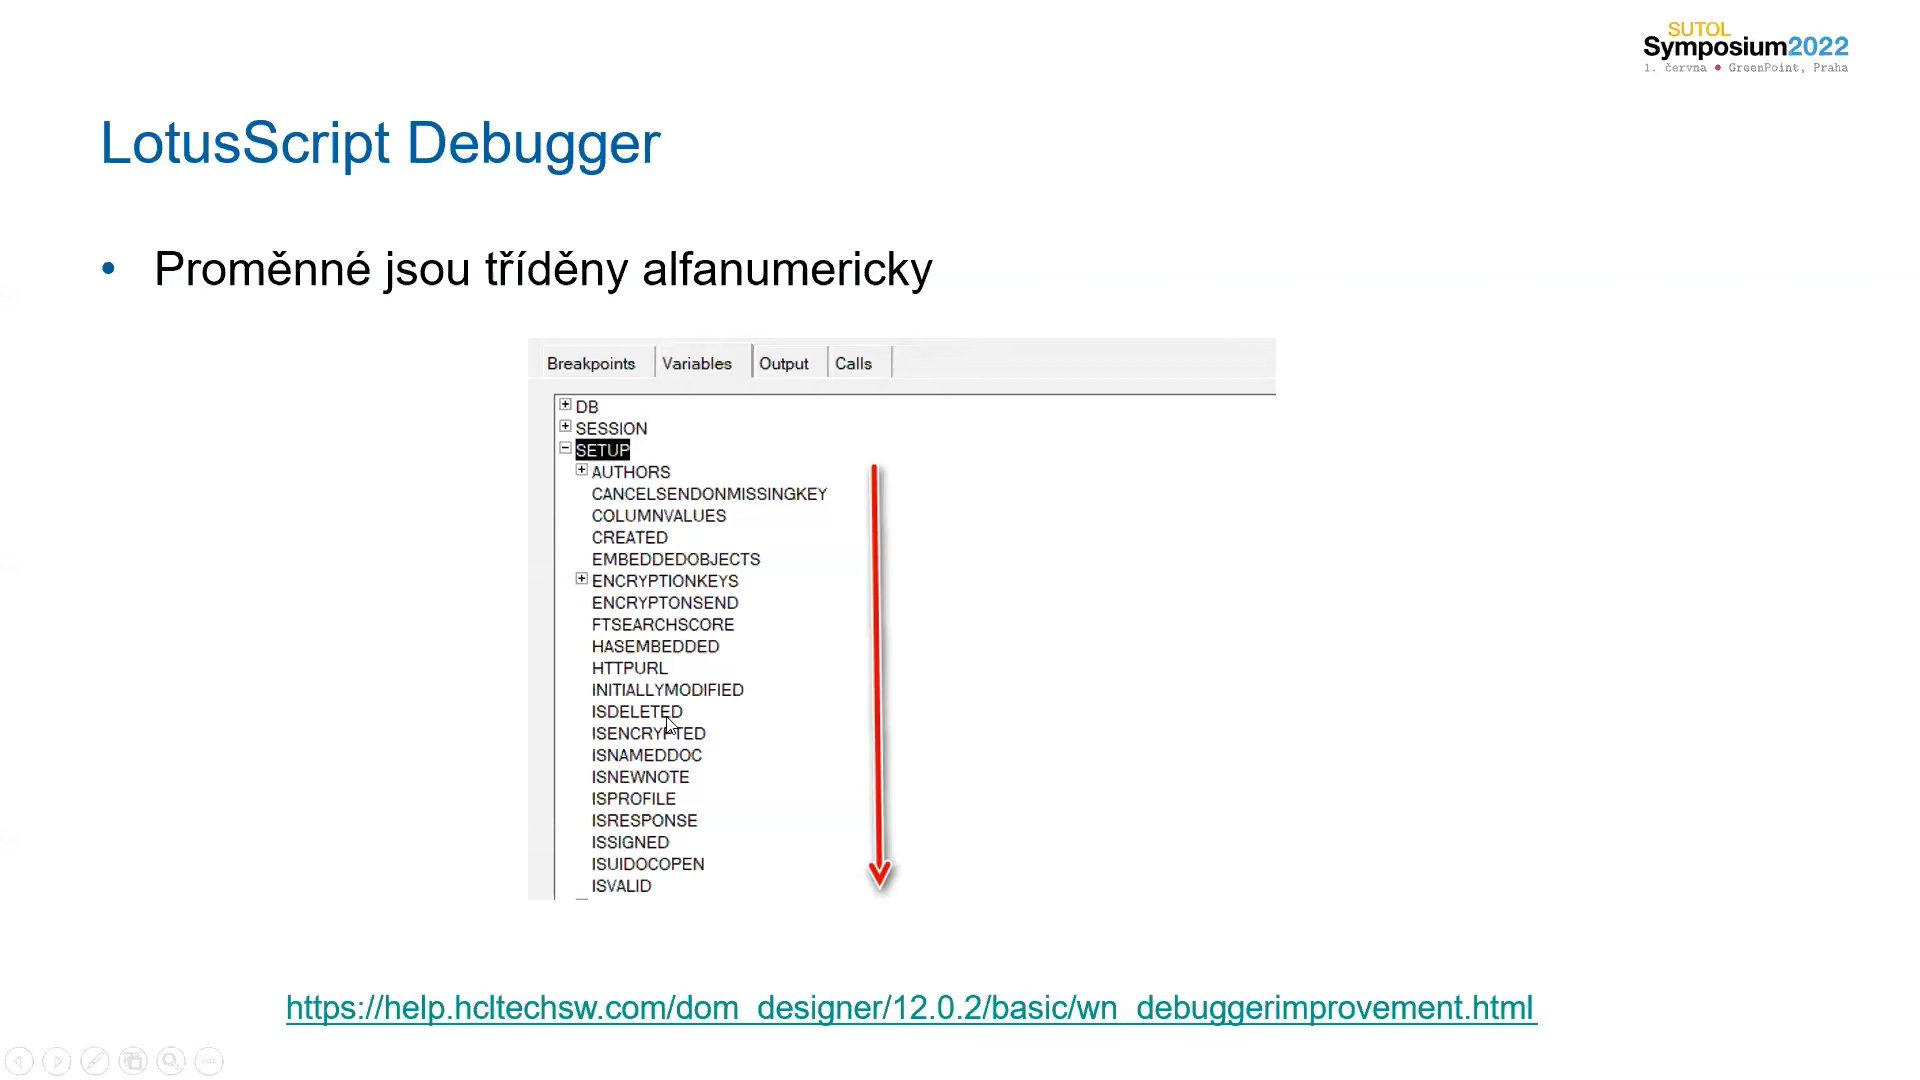 SUTOL
Symposium2022
1. června • GreenPoint, Praha
LotusScript Debugger
• Proměnné jsou tříděny alfanumericky
Breakpoints Variables Output Calls
DB
SESSION
SETUP
AUTHORS
CANCELSENDONMISSINGKEY
COLUMNVALUES
CREATED
EMBEDDEDOBJECTS
ENCRYPTIONKEYS
ENCRYPTONSEND
FTSEARCHSCORE
HASEMBEDDED
HTTPURL
INITIALLYMODIFIED
ISDELETED
ISENCRYPTED
ISNAMEDDOC
ISNEWNOTE
ISPROFILE
ISRESPONSE
ISSIGNED
ISUIDOCOPEN
ISVALID
https://help.hcltechsw.com/dom_designer/12.0.2/basic/wn_debuggerimprovement.html